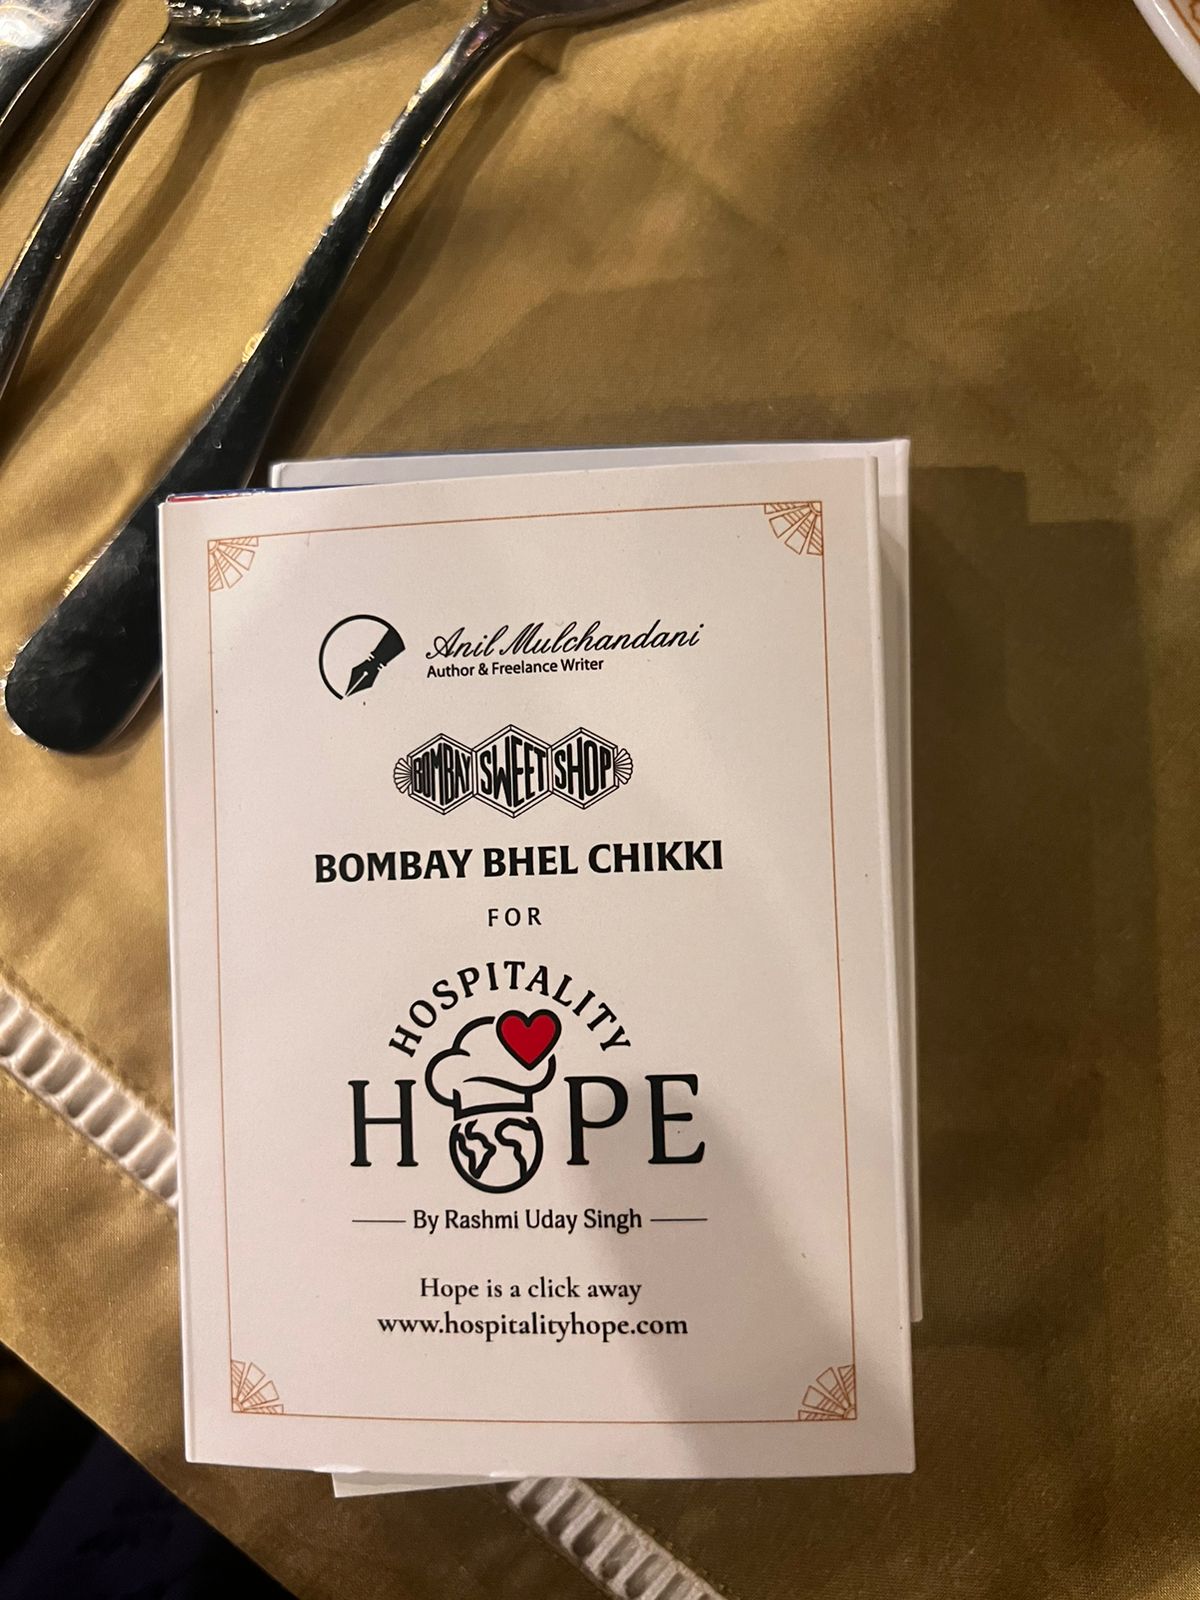 Anil Mulchandani
Author & Freelance Writer
BOMBAY SWEET SHOP
BOMBAY BHEL CHIKKI
FOR
HOSPITALITY
HOPE
By Rashmi Uday Singh
Hope is a click away
www.hospitalityhope.com